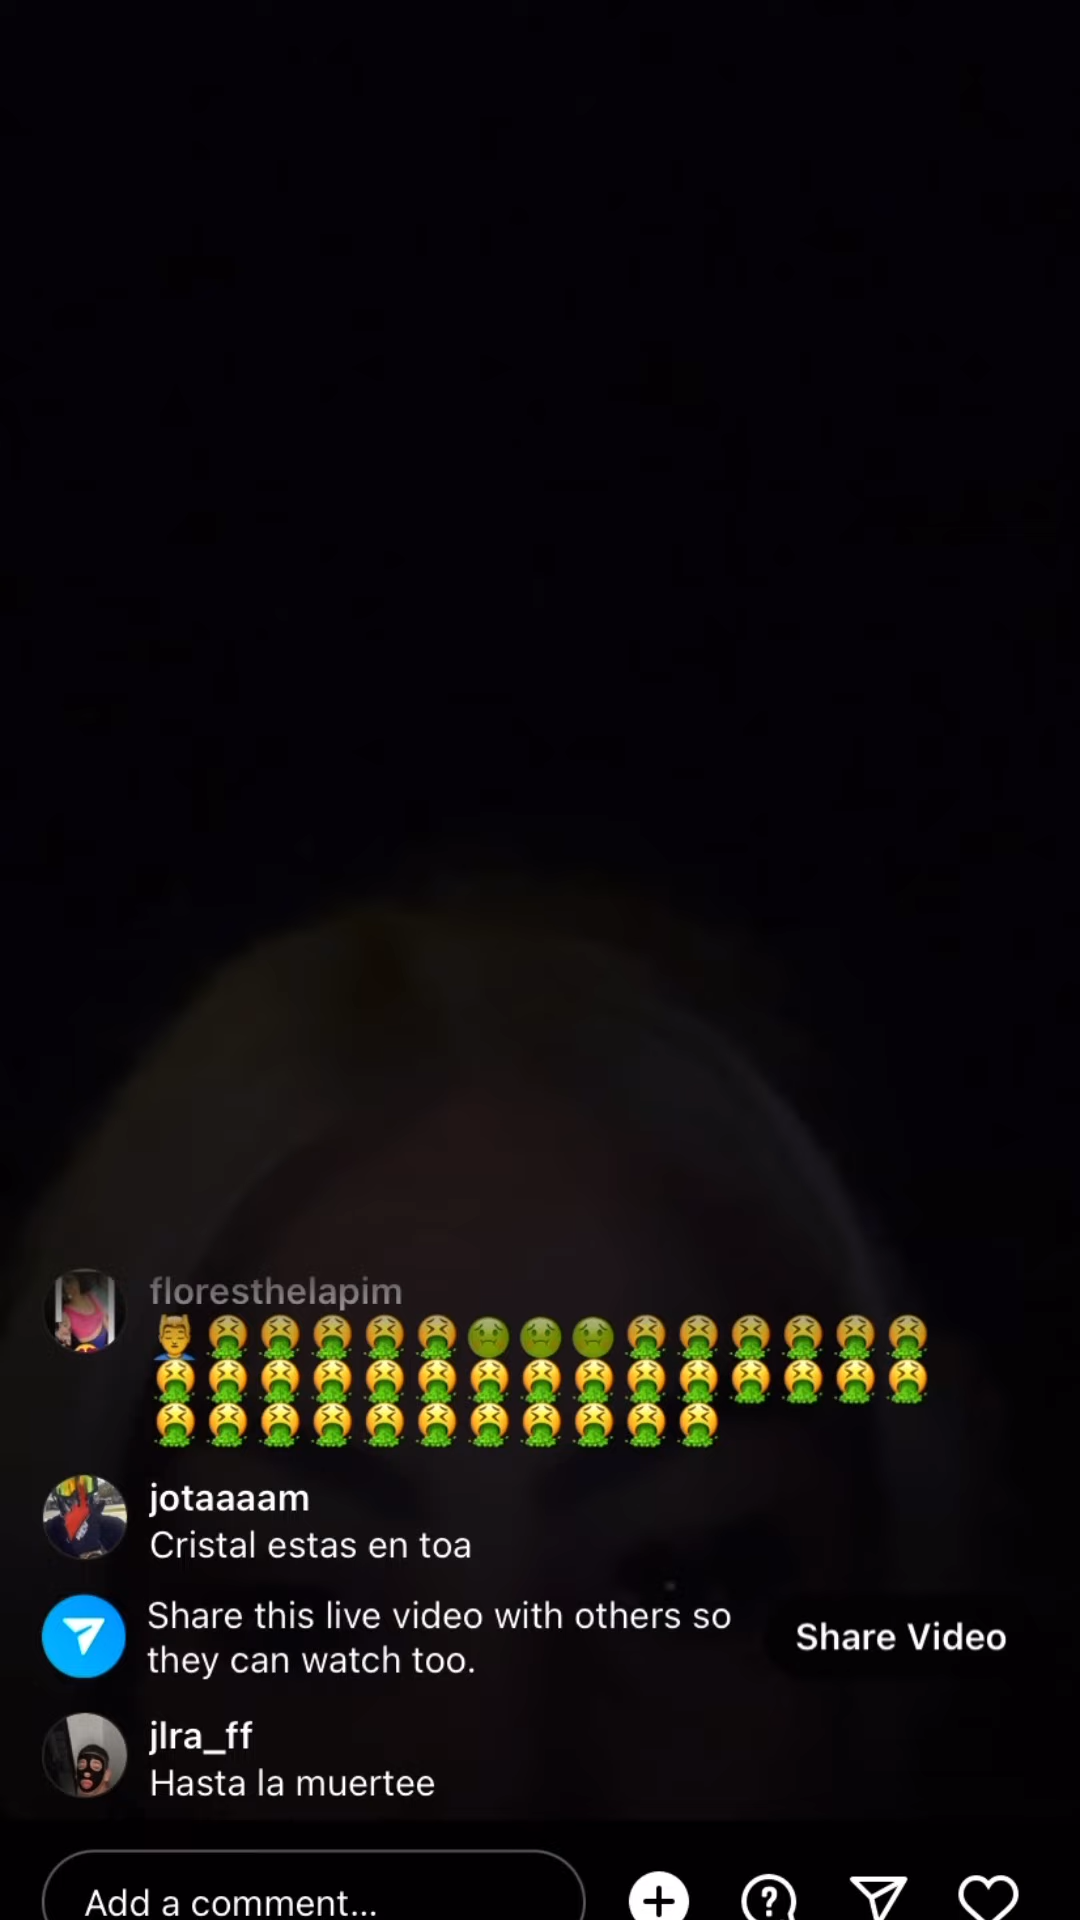 floresthelapim
💆‍♂️🤮🤮🤮🤮🤮🤢🤢🤢🤮🤮🤮🤮🤮🤮
🤮🤮🤮🤮🤮🤮🤮🤮🤮🤮🤮🤮🤮🤮🤮
🤮🤮🤮🤮🤮🤮🤮🤮🤮🤮🤮
jotaaaam
Cristal estas en toa
Share this live video with others so
they can watch too.
Share Video
jlra_ff
Hasta la muertee
Add a comment...